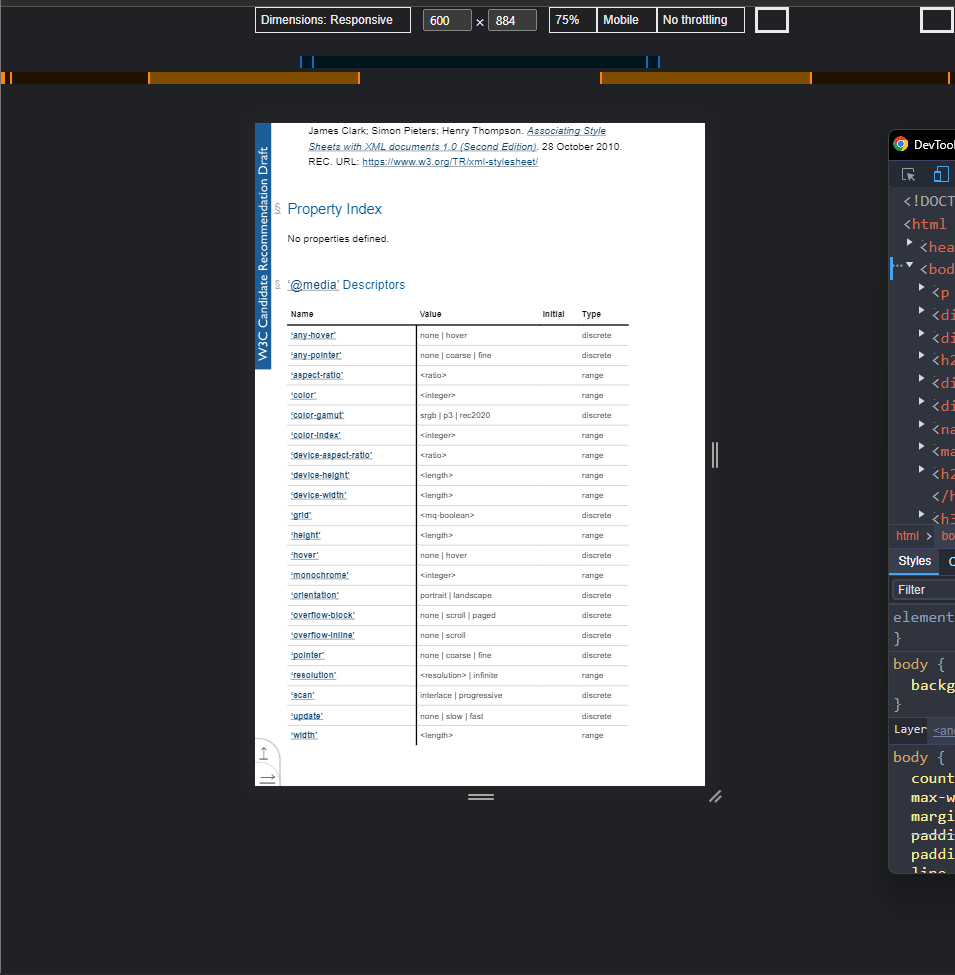 Dimensions: Responsive 600 × 884 75% Mobile No throttling
W3C Candidate Recommendation Draft
James Clark; Simon Pieters; Henry Thompson. Associating Style
Sheets with XML documents 1.0 (Second Edition). 28 October 2010.
REC. URL: https://www.w3.org/TR/xml-stylesheet/
§ Property Index
No properties defined.
§ ‘@media’ Descriptors
Name Value Initial Type
‘any-hover’ none | hover discrete
‘any-pointer’ none | coarse | fine discrete
‘aspect-ratio’ <ratio> range
‘color’ <integer> range
‘color-gamut’ srgb | p3 | rec2020 discrete
‘color-index’ <integer> range
‘device-aspect-ratio’ <ratio> range
‘device-height’ <length> range
‘device-width’ <length> range
‘grid’ <mq-boolean> discrete
‘height’ <length> range
‘hover’ none | hover discrete
‘monochrome’ <integer> range
‘orientation’ portrait | landscape discrete
‘overflow-block’ none | scroll | paged discrete
‘overflow-inline’ none | scroll discrete
‘pointer’ none | coarse | fine discrete
‘resolution’ <resolution> | infinite range
‘scan’ interlace | progressive discrete
‘update’ none | slow | fast discrete
‘width’ <length> range
↑
→
DevTool
<!DOCT
<html
<hea
<bod
<p
<di
<di
<h2
<di
<di
<na
<ma
<h2
</h
<h3
html bo
Styles C
Filter
element
}
body {
backg
}
Layer <and
body {
count
max-w
margi
paddi
paddi
line